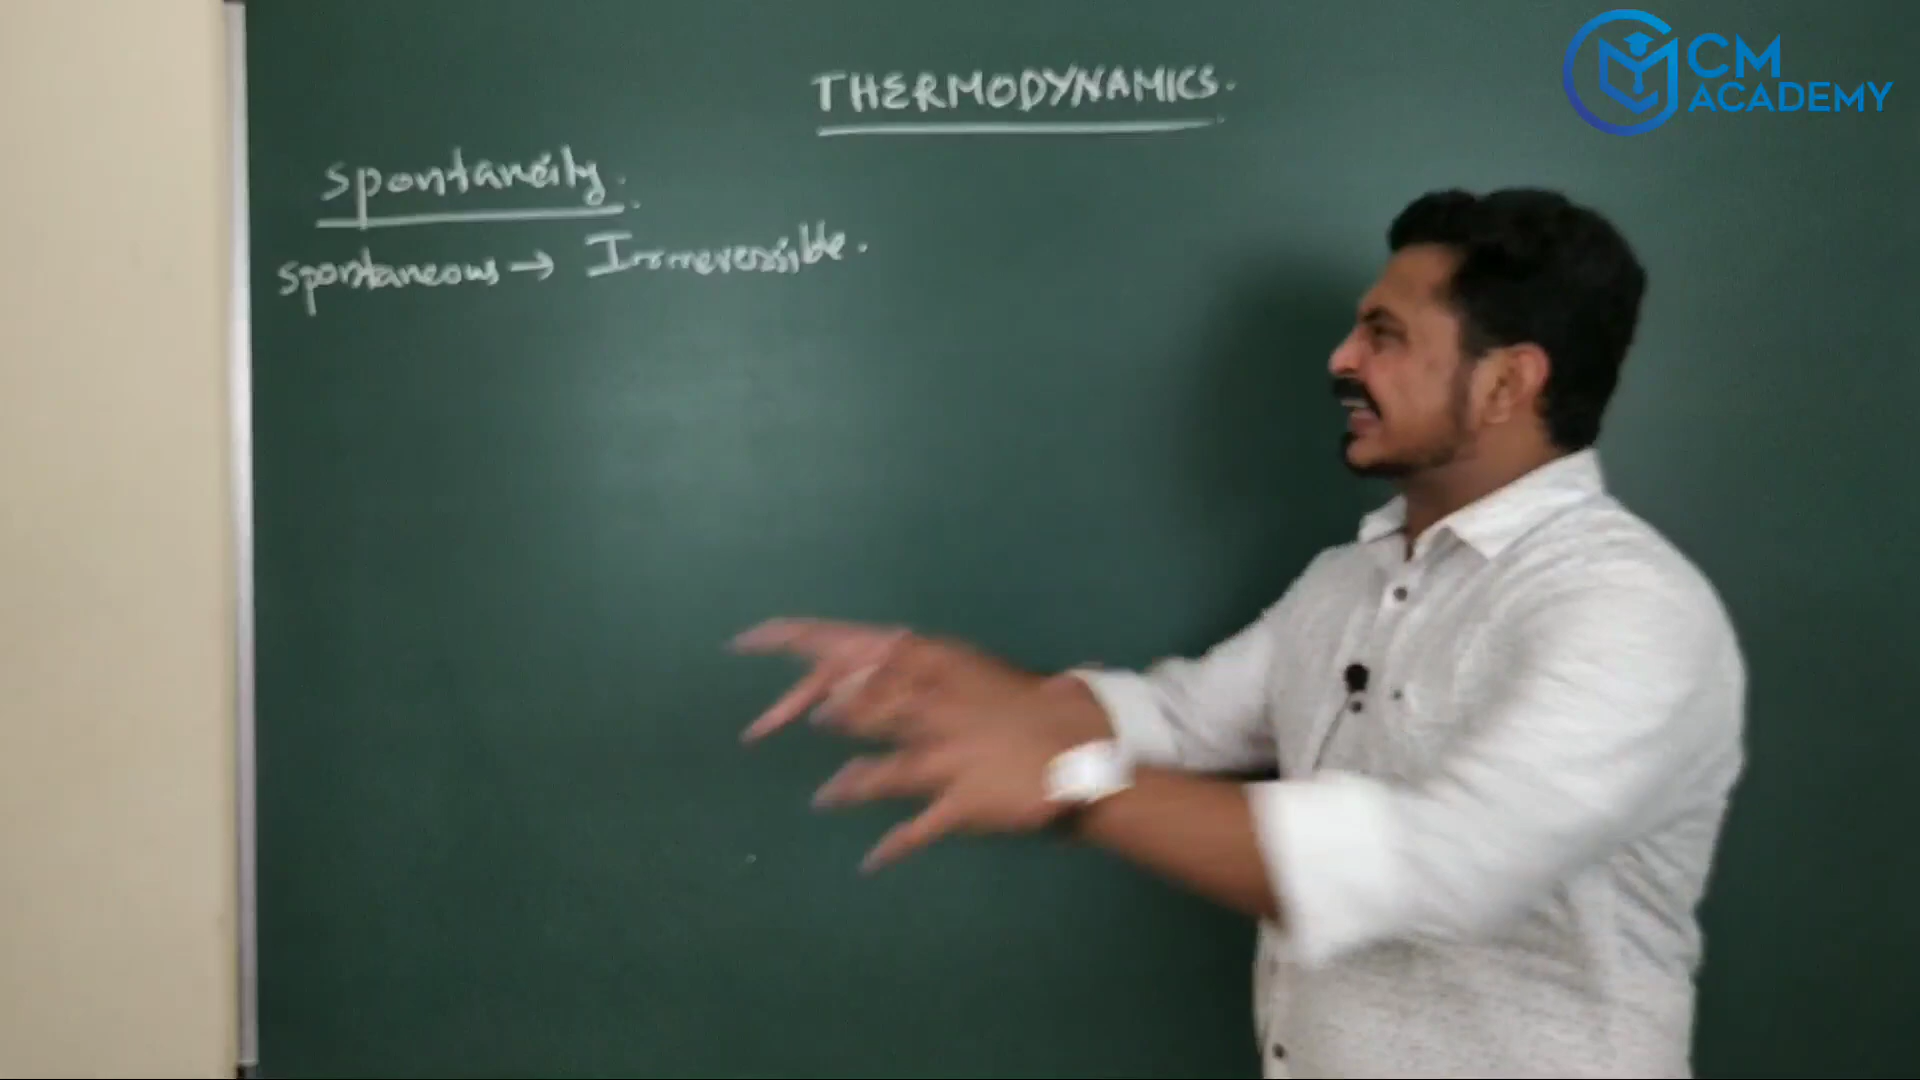 THERMODYNAMICS.
Spontaneity.
Spontaneous → Irreversible.
CM
ACADEMY